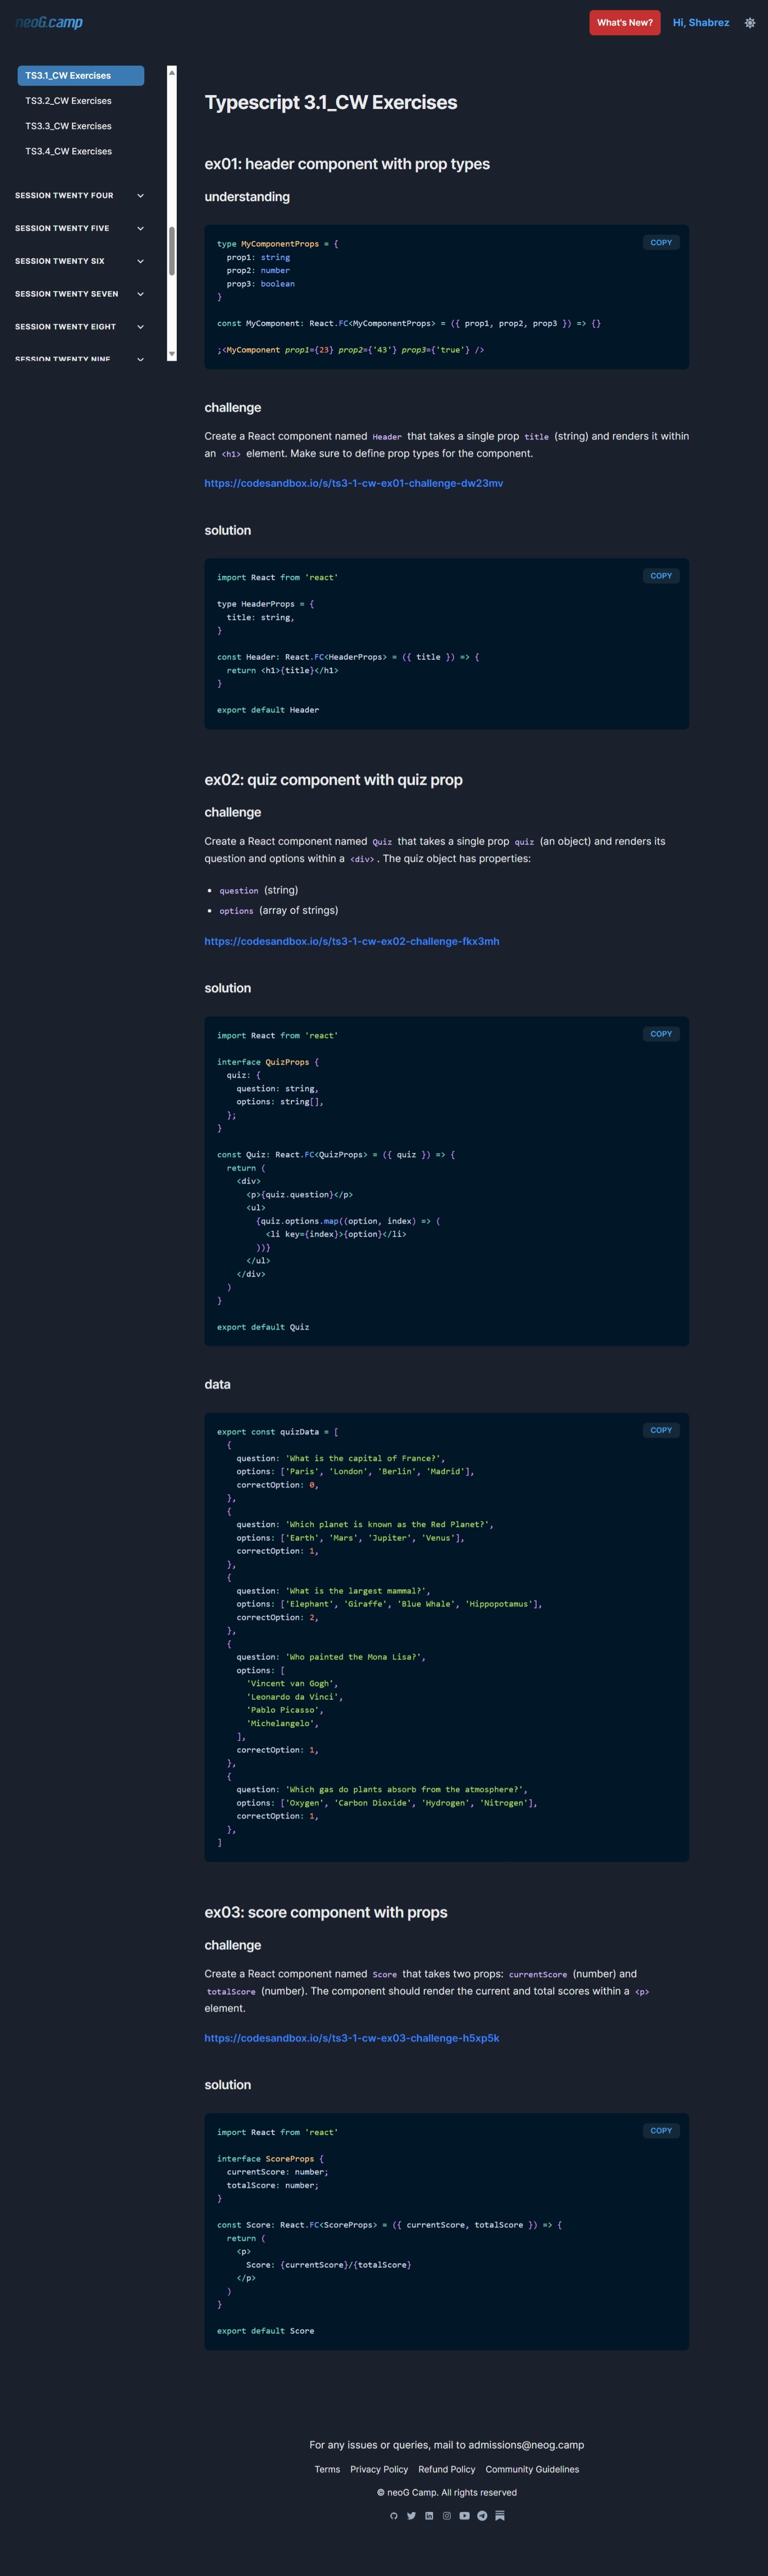 neoG.camp
What's New?
Hi, Shabrez
TS3.1_CW Exercises
TS3.2_CW Exercises
TS3.3_CW Exercises
TS3.4_CW Exercises
SESSION TWENTY FOUR
SESSION TWENTY FIVE
SESSION TWENTY SIX
SESSION TWENTY SEVEN
SESSION TWENTY EIGHT
SESSION TWENTY NINE
Typescript 3.1_CW Exercises
ex01: header component with prop types
understanding
COPY
type MyComponentProps = {
  prop1: string
  prop2: number
  prop3: boolean
}
const MyComponent: React.FC<MyComponentProps> = ({ prop1, prop2, prop3 }) => {}
;<MyComponent prop1={23} prop2={'43'} prop3={'true'} />
challenge
Create a React component named Header that takes a single prop title (string) and renders it within
an <h1> element. Make sure to define prop types for the component.
https://codesandbox.io/s/ts3-1-cw-ex01-challenge-dw23mv
solution
COPY
import React from 'react'
type HeaderProps = {
  title: string,
}
const Header: React.FC<HeaderProps> = ({ title }) => {
  return <h1>{title}</h1>
}
export default Header
ex02: quiz component with quiz prop
challenge
Create a React component named Quiz that takes a single prop quiz (an object) and renders its
question and options within a <div>. The quiz object has properties:
• question (string)
• options (array of strings)
https://codesandbox.io/s/ts3-1-cw-ex02-challenge-fkx3mh
solution
COPY
import React from 'react'
interface QuizProps {
  quiz: {
    question: string,
    options: string[],
  };
}
const Quiz: React.FC<QuizProps> = ({ quiz }) => {
  return (
    <div>
      <p>{quiz.question}</p>
      <ul>
        {quiz.options.map((option, index) => (
          <li key={index}>{option}</li>
        ))}
      </ul>
    </div>
  )
}
export default Quiz
data
COPY
export const quizData = [
  {
    question: 'What is the capital of France?',
    options: ['Paris', 'London', 'Berlin', 'Madrid'],
    correctOption: 0,
  },
  {
    question: 'Which planet is known as the Red Planet?',
    options: ['Earth', 'Mars', 'Jupiter', 'Venus'],
    correctOption: 1,
  },
  {
    question: 'What is the largest mammal?',
    options: ['Elephant', 'Giraffe', 'Blue Whale', 'Hippopotamus'],
    correctOption: 2,
  },
  {
    question: 'Who painted the Mona Lisa?',
    options: [
      'Vincent van Gogh',
      'Leonardo da Vinci',
      'Pablo Picasso',
      'Michelangelo',
    ],
    correctOption: 1,
  },
  {
    question: 'Which gas do plants absorb from the atmosphere?',
    options: ['Oxygen', 'Carbon Dioxide', 'Hydrogen', 'Nitrogen'],
    correctOption: 1,
  },
]
ex03: score component with props
challenge
Create a React component named Score that takes two props: currentScore (number) and
totalScore (number). The component should render the current and total scores within a <p>
element.
https://codesandbox.io/s/ts3-1-cw-ex03-challenge-h5xp5k
solution
COPY
import React from 'react'
interface ScoreProps {
  currentScore: number;
  totalScore: number;
}
const Score: React.FC<ScoreProps> = ({ currentScore, totalScore }) => {
  return (
    <p>
      Score: {currentScore}/{totalScore}
    </p>
  )
}
export default Score
For any issues or queries, mail to admissions@neog.camp
Terms Privacy Policy Refund Policy Community Guidelines
© neoG Camp. All rights reserved